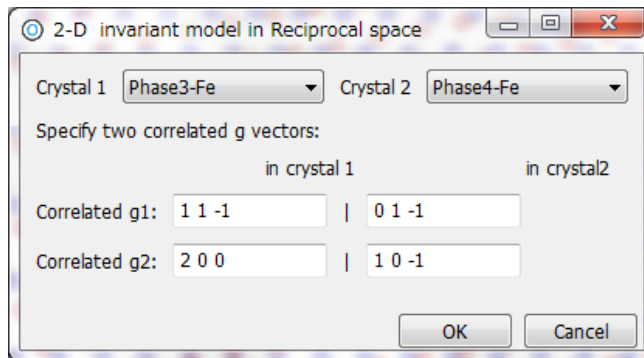 2-D invariant model in Reciprocal space
Crystal 1 Phase3-Fe Crystal 2 Phase4-Fe
Specify two correlated g vectors:
in crystal 1 in crystal2
Correlated g1: 1 1 -1 | 0 1 -1
Correlated g2: 2 0 0 | 1 0 -1
OK Cancel